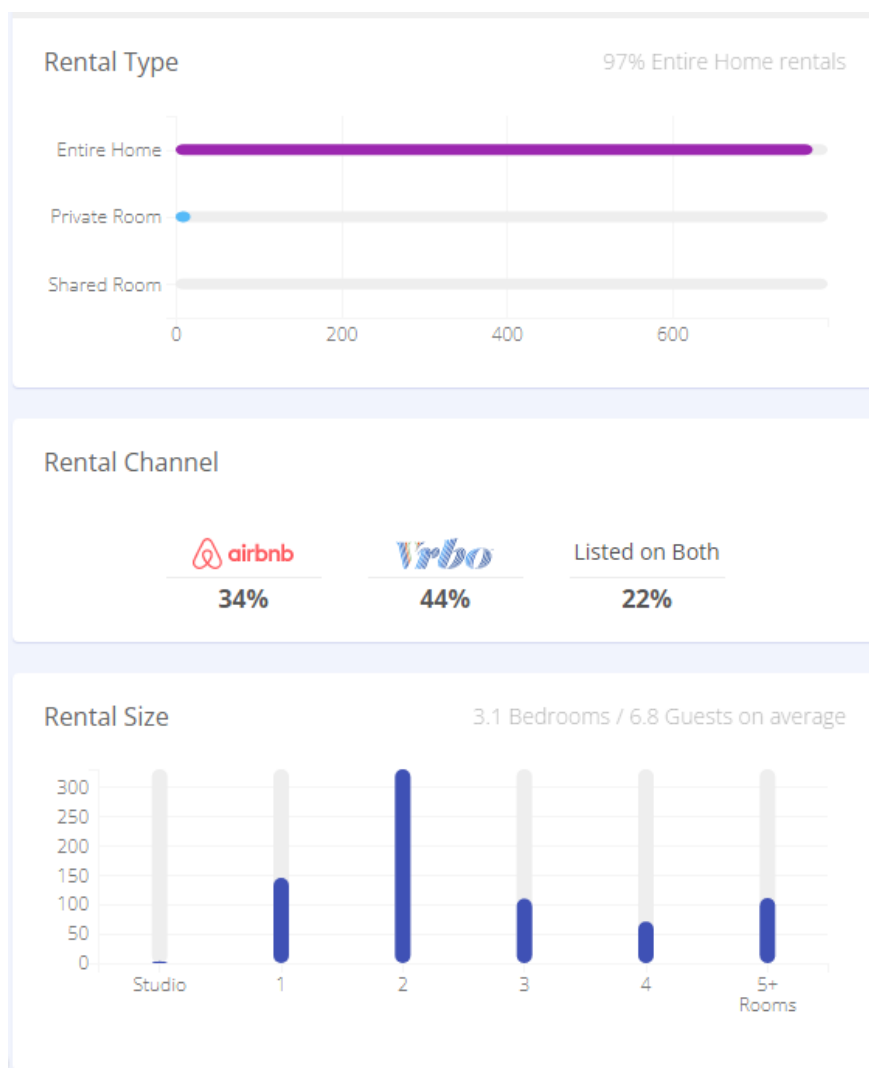 Rental Type
97% Entire Home rentals
Entire Home
Private Room
Shared Room
0 200 400 600
Rental Channel
airbnb Vrbo Listed on Both
34% 44% 22%
Rental Size
3.1 Bedrooms / 6.8 Guests on average
300
250
200
150
100
50
0
Studio 1 2 3 4 5+
Rooms